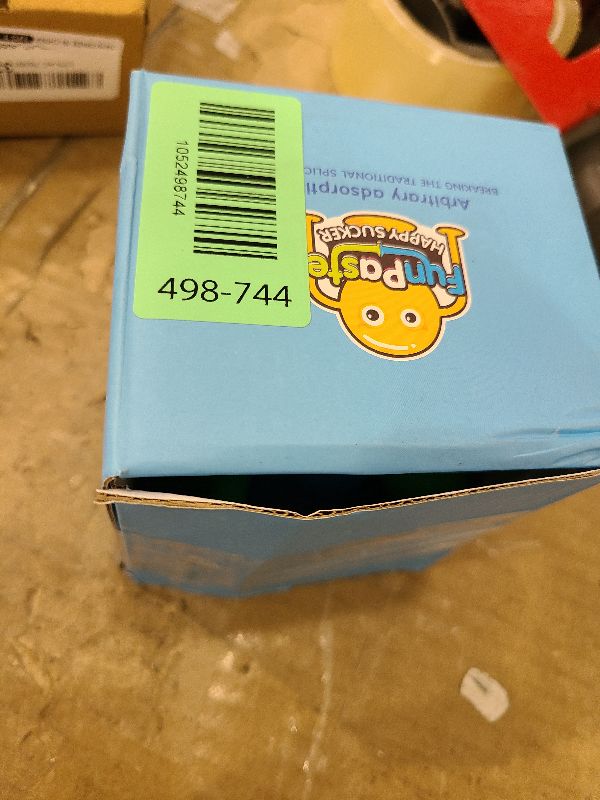 1052498744
498-744
Arbitrary adsorpti
BREAKING THE TRADITIONAL SPLIC
FunPaste
HAPPY SUCKER